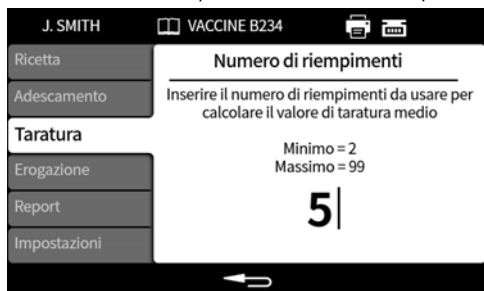 J. SMITH
VACCINE B234
Ricetta
Adescamento
Taratura
Erogazione
Report
Impostazioni
Numero di riempimenti
Inserire il numero di riempimenti da usare per
calcolare il valore di taratura medio
Minimo = 2
Massimo = 99
5